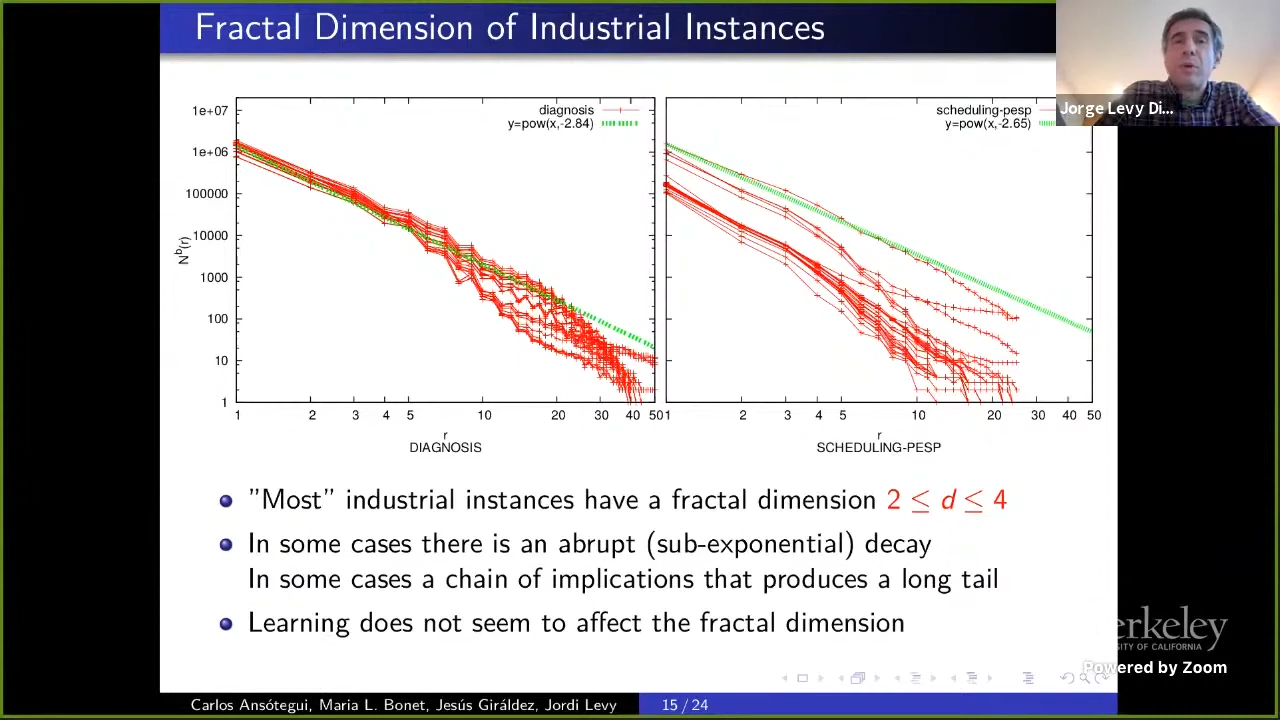 Fractal Dimension of Industrial Instances
Jorge Levy Di...
diagnosis
y=pow(x,-2.84)
1e+07
1e+06
100000
10000
1000
100
10
1
N^b(r)
1 2 3 4 5 10 20 30 40 50
r
DIAGNOSIS
scheduling-pesp
y=pow(x,-2.65)
1 2 3 4 5 10 20 30 40 50
r
SCHEDULING-PESP
"Most" industrial instances have a fractal dimension 2 ≤ d ≤ 4
In some cases there is an abrupt (sub-exponential) decay
In some cases a chain of implications that produces a long tail
Learning does not seem to affect the fractal dimension
erkeley
SITY OF CALIFORNIA
Powered by Zoom
Carlos Ansótegui, Maria L. Bonet, Jesús Giráldez, Jordi Levy
15 / 24